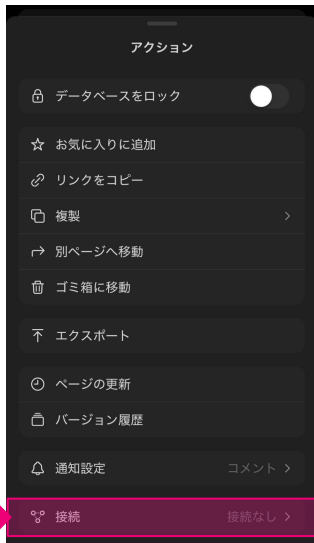 アクション
データベースをロック
お気に入りに追加
リンクをコピー
複製
別ページへ移動
ゴミ箱に移動
エクスポート
ページの更新
バージョン履歴
通知設定 コメント
接続 接続なし